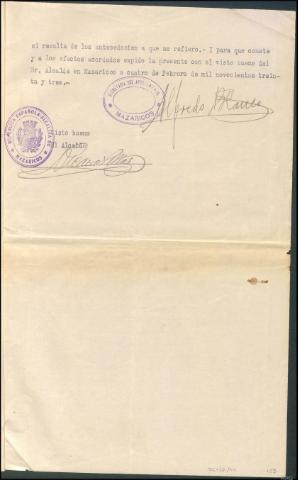 si resulta de los antecedentes a que me refiero.- I para que conste
y a los efectos acordados expido la presente con el visto bueno del
Sr. Alcalde en Mazaricos a cuatro de Febrero de mil novecientos trein-
ta y tres.-
MAZARICOS
Alfredo
Visto bueno
El Alcalde
MAZARICOS